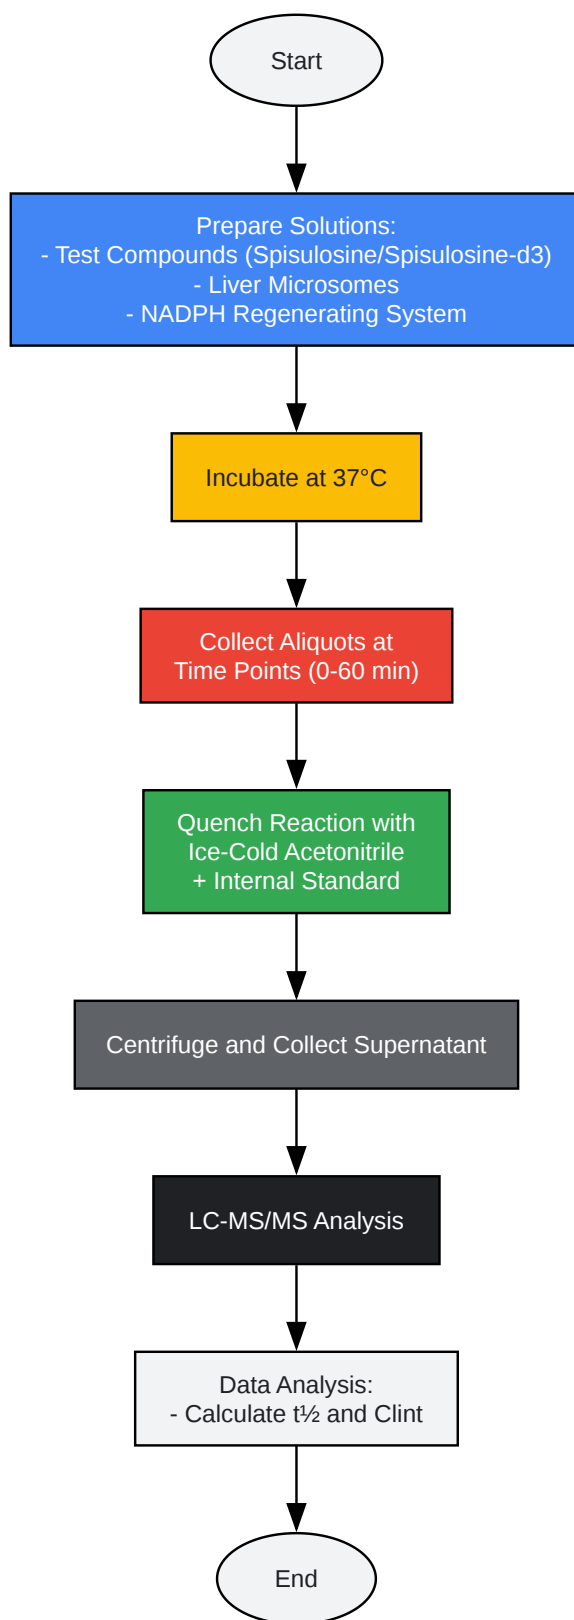 Start
Prepare Solutions:
- Test Compounds (Spisulosine/Spisulosine-d3)
- Liver Microsomes
- NADPH Regenerating System
Incubate at 37°C
Collect Aliquots at
Time Points (0-60 min)
Quench Reaction with
Ice-Cold Acetonitrile
+ Internal Standard
Centrifuge and Collect Supernatant
LC-MS/MS Analysis
Data Analysis:
- Calculate t½ and Clint
End